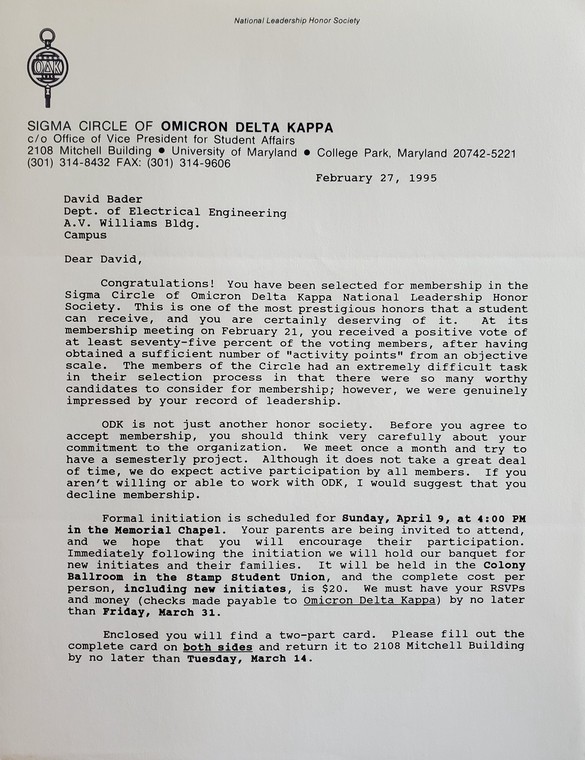 National Leadership Honor Society
ODK
SIGMA CIRCLE OF OMICRON DELTA KAPPA
c/o Office of Vice President for Student Affairs
2108 Mitchell Building ● University of Maryland ● College Park, Maryland 20742-5221
(301) 314-8432 FAX: (301) 314-9606
February 27, 1995
David Bader
Dept. of Electrical Engineering
A.V. Williams Bldg.
Campus
Dear David,
Congratulations! You have been selected for membership in the
Sigma Circle of Omicron Delta Kappa National Leadership Honor
Society. This is one of the most prestigious honors that a student
can receive, and you are certainly deserving of it. At its
membership meeting on February 21, you received a positive vote of
at least seventy-five percent of the voting members, after having
obtained a sufficient number of "activity points" from an objective
scale. The members of the Circle had an extremely difficult task
in their selection process in that there were so many worthy
candidates to consider for membership; however, we were genuinely
impressed by your record of leadership.
ODK is not just another honor society. Before you agree to
accept membership, you should think very carefully about your
commitment to the organization. We meet once a month and try to
have a semesterly project. Although it does not take a great deal
of time, we do expect active participation by all members. If you
aren't willing or able to work with ODK, I would suggest that you
decline membership.
Formal initiation is scheduled for Sunday, April 9, at 4:00 PM
in the Memorial Chapel. Your parents are being invited to attend,
and we hope that you will encourage their participation.
Immediately following the initiation we will hold our banquet for
new initiates and their families. It will be held in the Colony
Ballroom in the Stamp Student Union, and the complete cost per
person, including new initiates, is $20. We must have your RSVPs
and money (checks made payable to Omicron Delta Kappa) by no later
than Friday, March 31.
Enclosed you will find a two-part card. Please fill out the
complete card on both sides and return it to 2108 Mitchell Building
by no later than Tuesday, March 14.